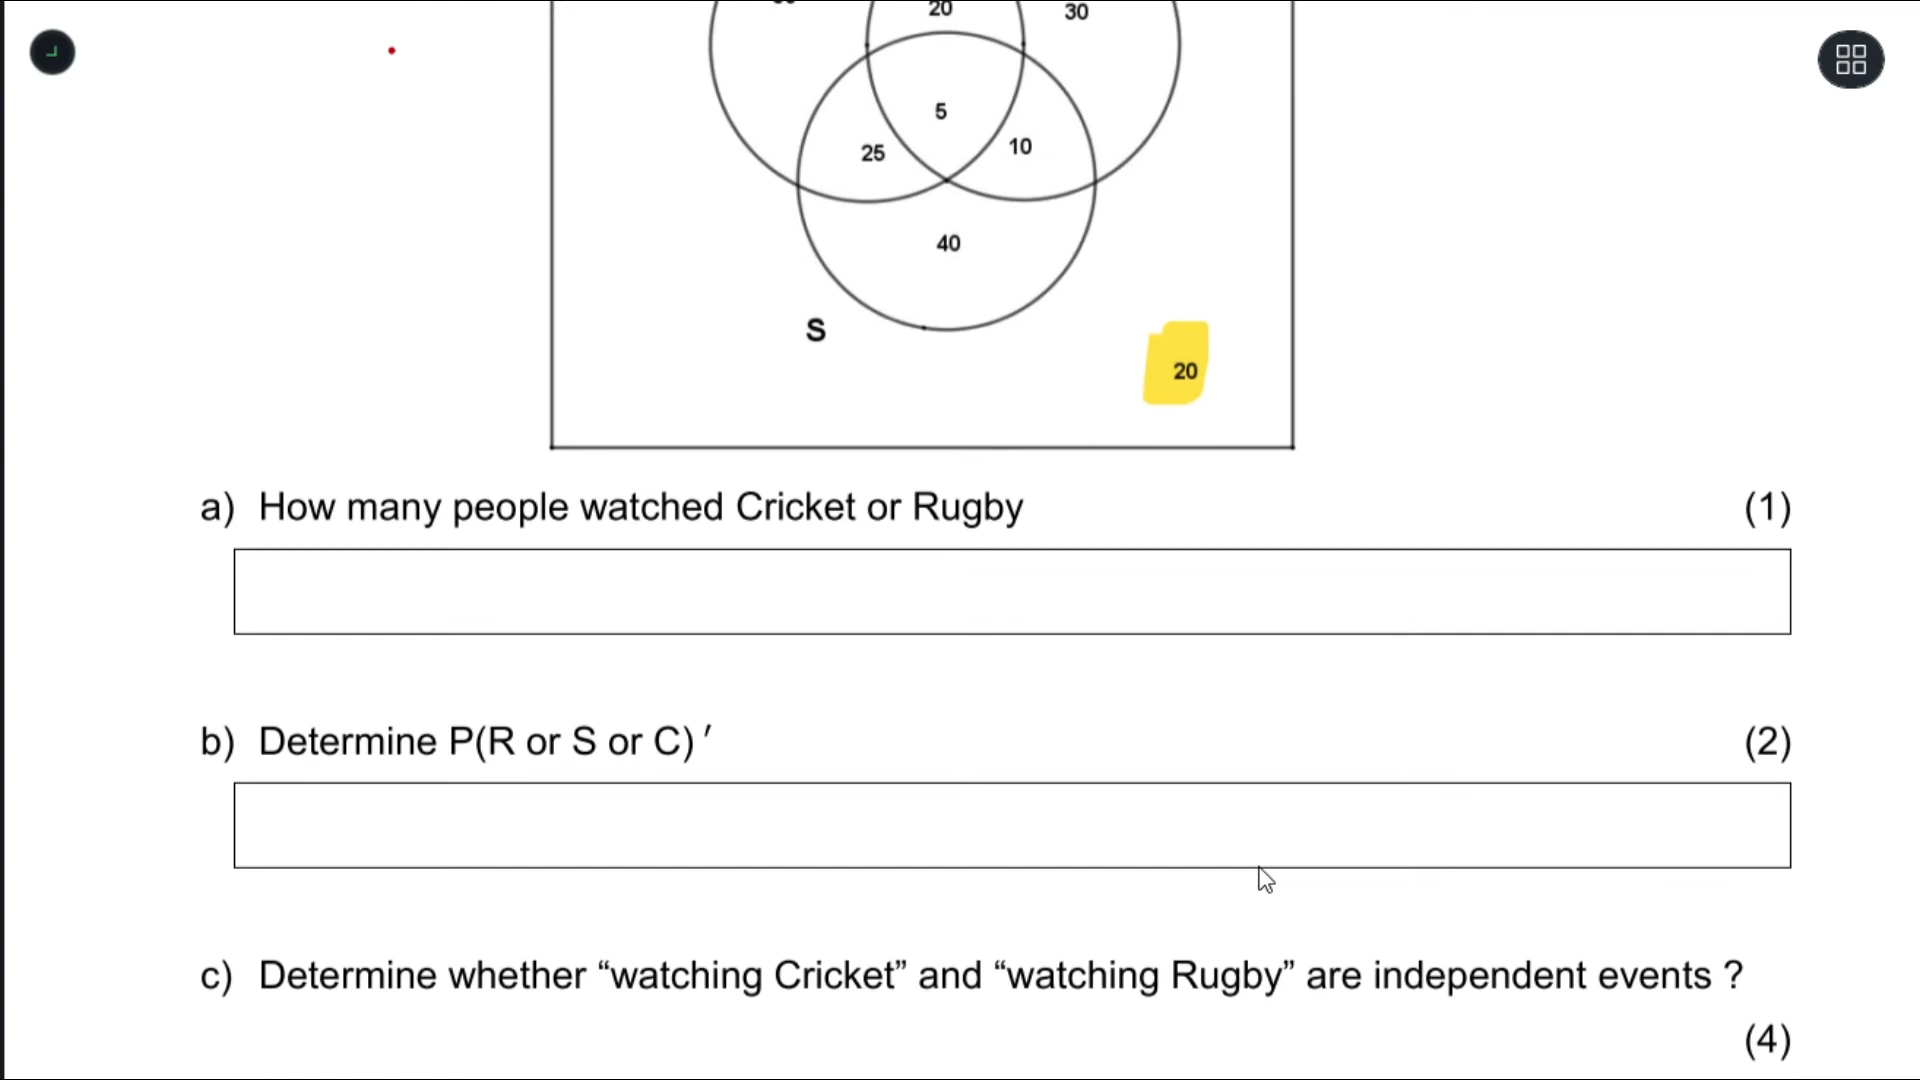 20
30
5
25
10
40
S
20
a) How many people watched Cricket or Rugby (1)
b) Determine P(R or S or C) ′ (2)
c) Determine whether “watching Cricket” and “watching Rugby” are independent events ?
(4)